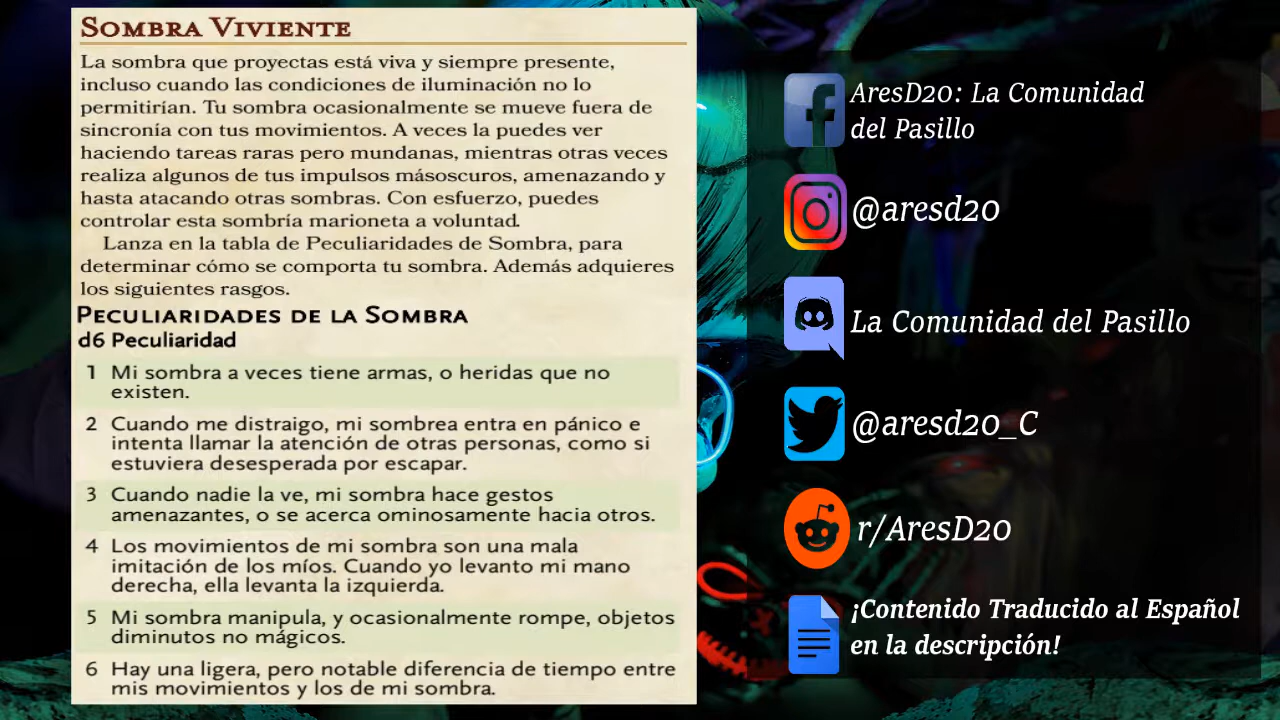 Sombra Viviente
La sombra que proyectas está viva y siempre presente,
incluso cuando las condiciones de iluminación no lo
permitirían. Tu sombra ocasionalmente se mueve fuera de
sincronía con tus movimientos. A veces la puedes ver
haciendo tareas raras pero mundanas, mientras otras veces
realiza algunos de tus impulsos másoscuros, amenazando y
hasta atacando otras sombras. Con esfuerzo, puedes
controlar esta sombría marioneta a voluntad.
Lanza en la tabla de Peculiaridades de Sombra, para
determinar cómo se comporta tu sombra. Además adquieres
los siguientes rasgos.
Peculiaridades de la Sombra
d6 Peculiaridad
1 Mi sombra a veces tiene armas, o heridas que no
existen.
2 Cuando me distraigo, mi sombrea entra en pánico e
intenta llamar la atención de otras personas, como si
estuviera desesperada por escapar.
3 Cuando nadie la ve, mi sombra hace gestos
amenazantes, o se acerca ominosamente hacia otros.
4 Los movimientos de mi sombra son una mala
imitación de los míos. Cuando yo levanto mi mano
derecha, ella levanta la izquierda.
5 Mi sombra manipula, y ocasionalmente rompe, objetos
diminutos no mágicos.
6 Hay una ligera, pero notable diferencia de tiempo entre
mis movimientos y los de mi sombra.
AresD20: La Comunidad
del Pasillo
@aresd20
La Comunidad del Pasillo
@aresd20_C
r/AresD20
¡Contenido Traducido al Español
en la descripción!